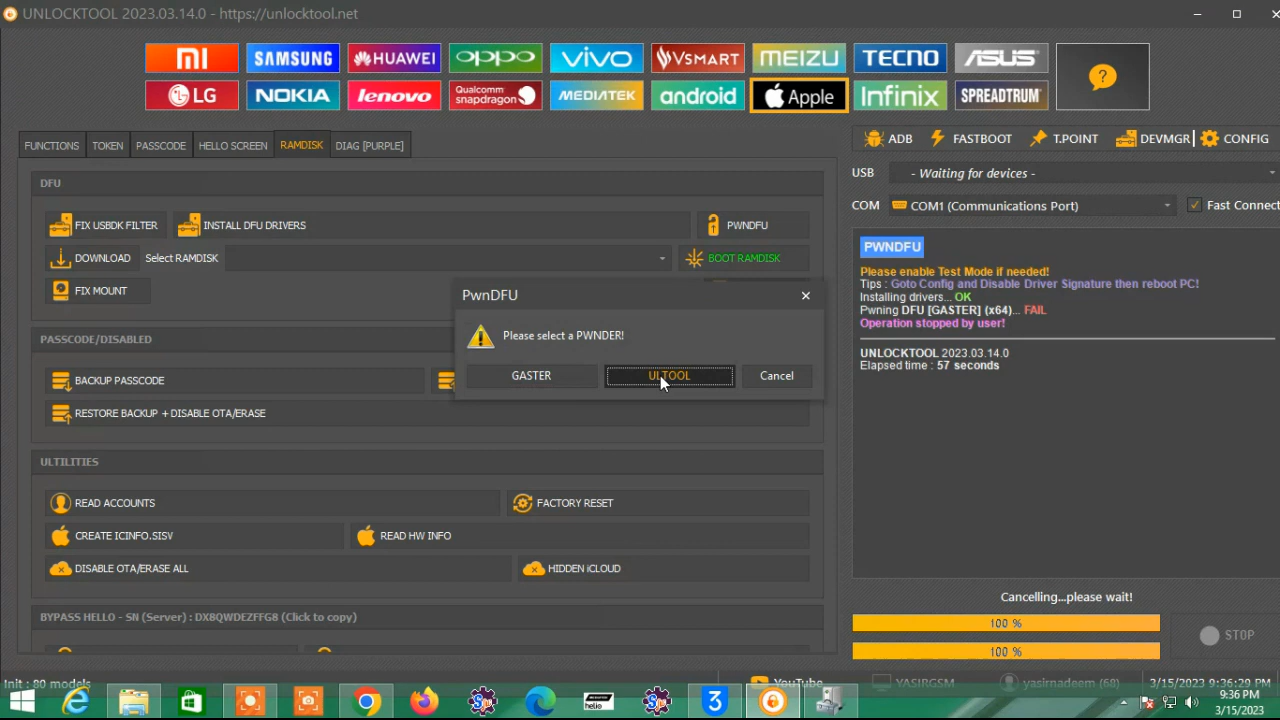 UNLOCKTOOL 2023.03.14.0 - https://unlocktool.net
SAMSUNG HUAWEI oppo vivo VSMART MEIZU TECNO ASUS
LG NOKIA lenovo Qualcomm snapdragon MEDIATEK android Apple Infinix SPREADTRUM
?
FUNCTIONS TOKEN PASSCODE HELLO SCREEN RAMDISK DIAG [PURPLE]
ADB FASTBOOT T.POINT DEVMGR CONFIG
DFU
USB - Waiting for devices -
FIX USBDK FILTER INSTALL DFU DRIVERS PWNDFU
COM COM1 (Communications Port) Fast Connect
DOWNLOAD Select RAMDISK BOOT RAMDISK
FIX MOUNT
PwnDFU
Please select a PWNDER!
GASTER ULTOOL Cancel
PASSCODE/DISABLED
BACKUP PASSCODE
RESTORE BACKUP + DISABLE OTA/ERASE
ULTILITIES
READ ACCOUNTS FACTORY RESET
CREATE ICINFO.SISV READ HW INFO
DISABLE OTA/ERASE ALL HIDDEN iCLOUD
BYPASS HELLO - SN (Server) : DX8QWDEZFFG8 (Click to copy)
PWNDFU
Please enable Test Mode if needed!
Tips : Goto Config and Disable Driver Signature then reboot PC!
Installing drivers... OK
Pwning DFU [GASTER] (x64)... FAIL
Operation stopped by user!
UNLOCKTOOL 2023.03.14.0
Elapsed time : 57 seconds
Cancelling...please wait!
100 %
100 %
STOP
Init : 80 models YouTube YASIRGSM yasirnadeem (68) 3/15/2023 9:36:29 PM
helio 3
9:36 PM
3/15/2023